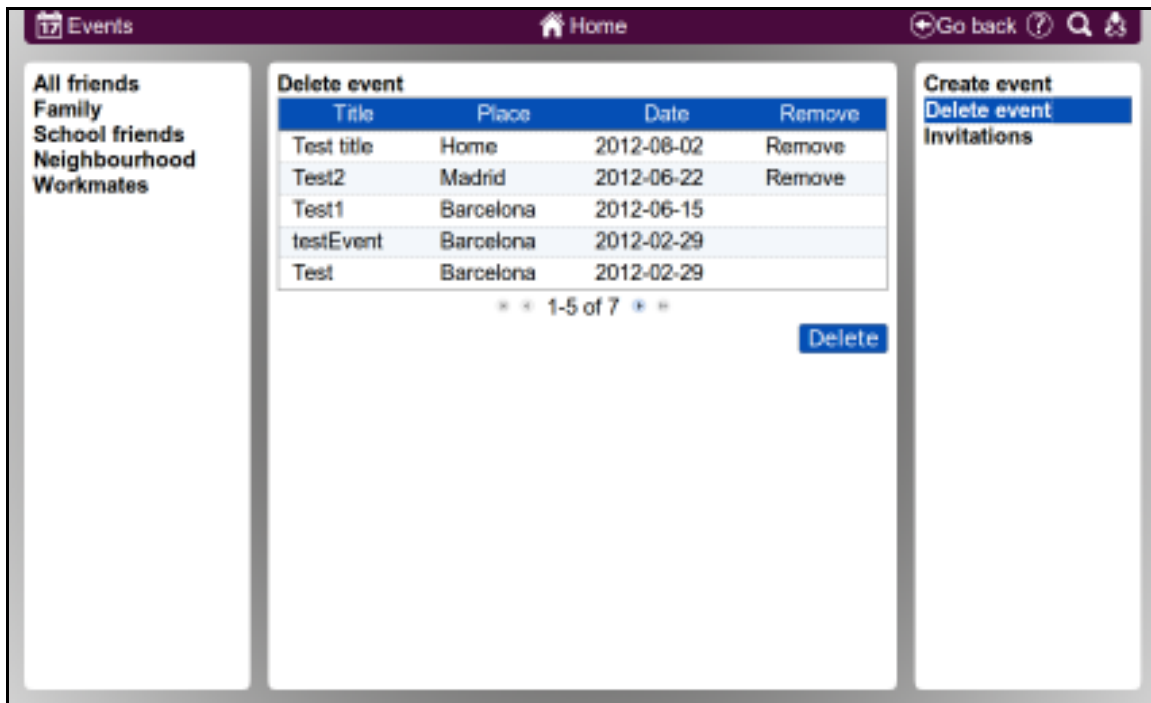 17 Events Home Go back ?
All friends
Family
School friends
Neighbourhood
Workmates
Delete event
Title Place Date Remove
Test title Home 2012-08-02 Remove
Test2 Madrid 2012-06-22 Remove
Test1 Barcelona 2012-06-15
testEvent Barcelona 2012-02-29
Test Barcelona 2012-02-29
1-5 of 7
Delete
Create event
Delete event
Invitations